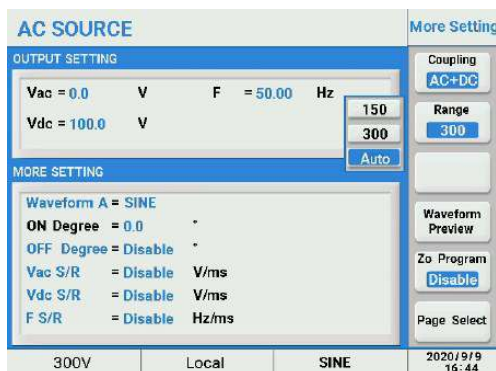 AC SOURCE
More Setting
OUTPUT SETTING
Vac = 0.0 V F = 50.00 Hz
Vdc = 100.0 V
150
300
Auto
MORE SETTING
Waveform A = SINE
ON Degree = 0.0 °
OFF Degree = Disable °
Vac S/R = Disable V/ms
Vdc S/R = Disable V/ms
F S/R = Disable Hz/ms
Coupling
AC+DC
Range
300
Waveform
Preview
Zo Program
Disable
Page Select
300V
Local
SINE
2020/9/9
16:44